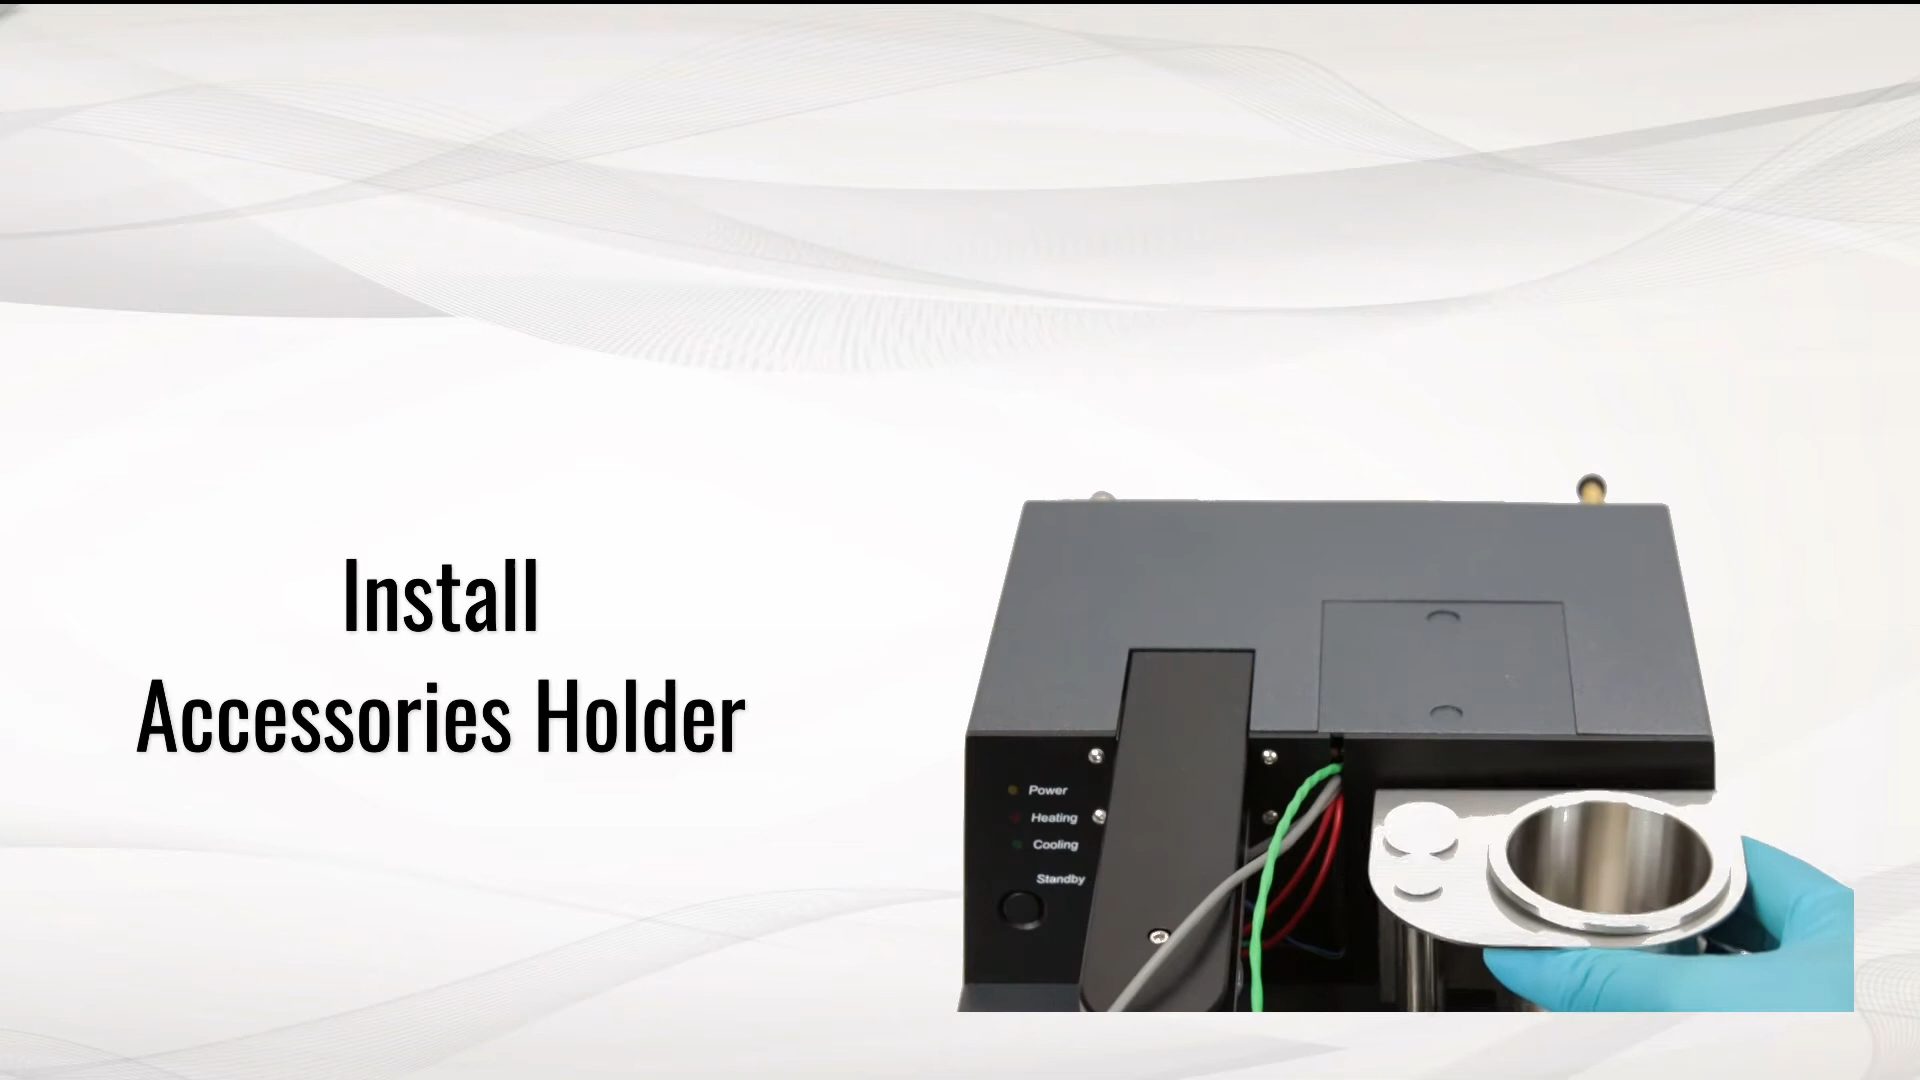 Install
Accessories Holder
Power
Heating
Cooling
Standby